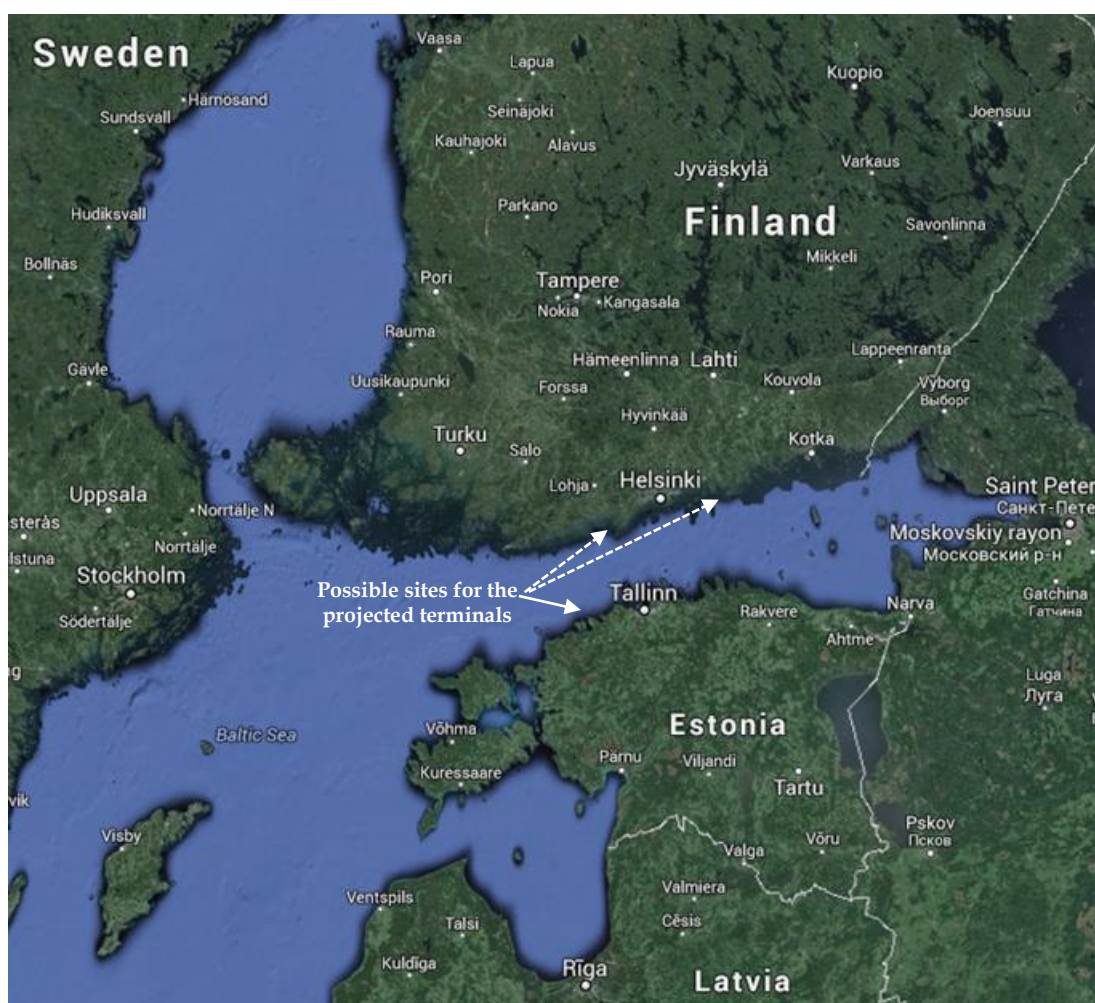 Sweden
Vaasa
Lapua
Kuopio
Härnösand
Sundsvall
Seinäjoki
Joensuu
Kauhajoki
Alavus
Jyväskylä
Varkaus
Parkano
Finland
Hudiksvall
Savonlinna
Bollnäs
Mikkeli
Pori
Tampere
Nokia
Kangasala
Rauma
Gävle
Uusikaupunki
Hämeenlinna
Lahti
Lappeenranta
Forssa
Kouvola
Vyborg
Выборг
Hyvinkää
Turku
Salo
Kotka
Lohja
Helsinki
Saint Peter
Санкт-Пете
Uppsala
Norrtälje N
sterås
Moskovskiy rayon
Московский р-н
Norrtälje
lstuna
Stockholm
Possible sites for the
projected terminals
Tallinn
Rakvere
Narva
Gatchina
Гатчина
Södertälje
Ahtme
ng
Luga
Луга
Baltic Sea
Võhma
Estonia
Kuressaare
Pärnu
Viljandi
Tartu
vik
Visby
Võru
Pskov
Псков
Valga
Ventspils
Valmiera
Talsi
Cēsis
Kuldīga
Rīga
Latvia